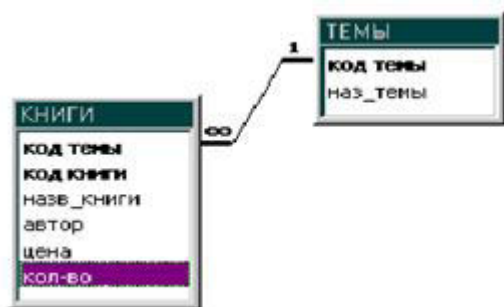 ТЕМЫ
1
код темы
наз_темы
∞
КНИГИ
код темы
код книги
назв_книги
автор
цена
кол-во